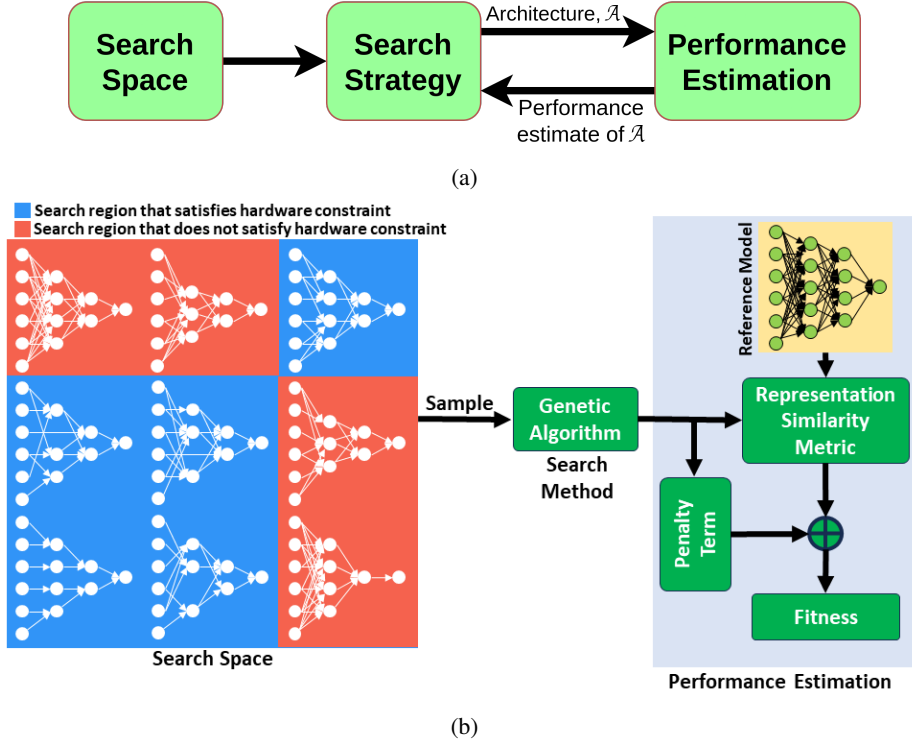 Search
Space
Search
Strategy
Architecture, 𝒜
Performance
estimate of 𝒜
Performance
Estimation
(a)
Search region that satisfies hardware constraint
Search region that does not satisfy hardware constraint
Search Space
Sample
Genetic
Algorithm
Search
Method
Reference Model
Representation
Similarity
Metric
Penalty
Term
Fitness
Performance Estimation
(b)